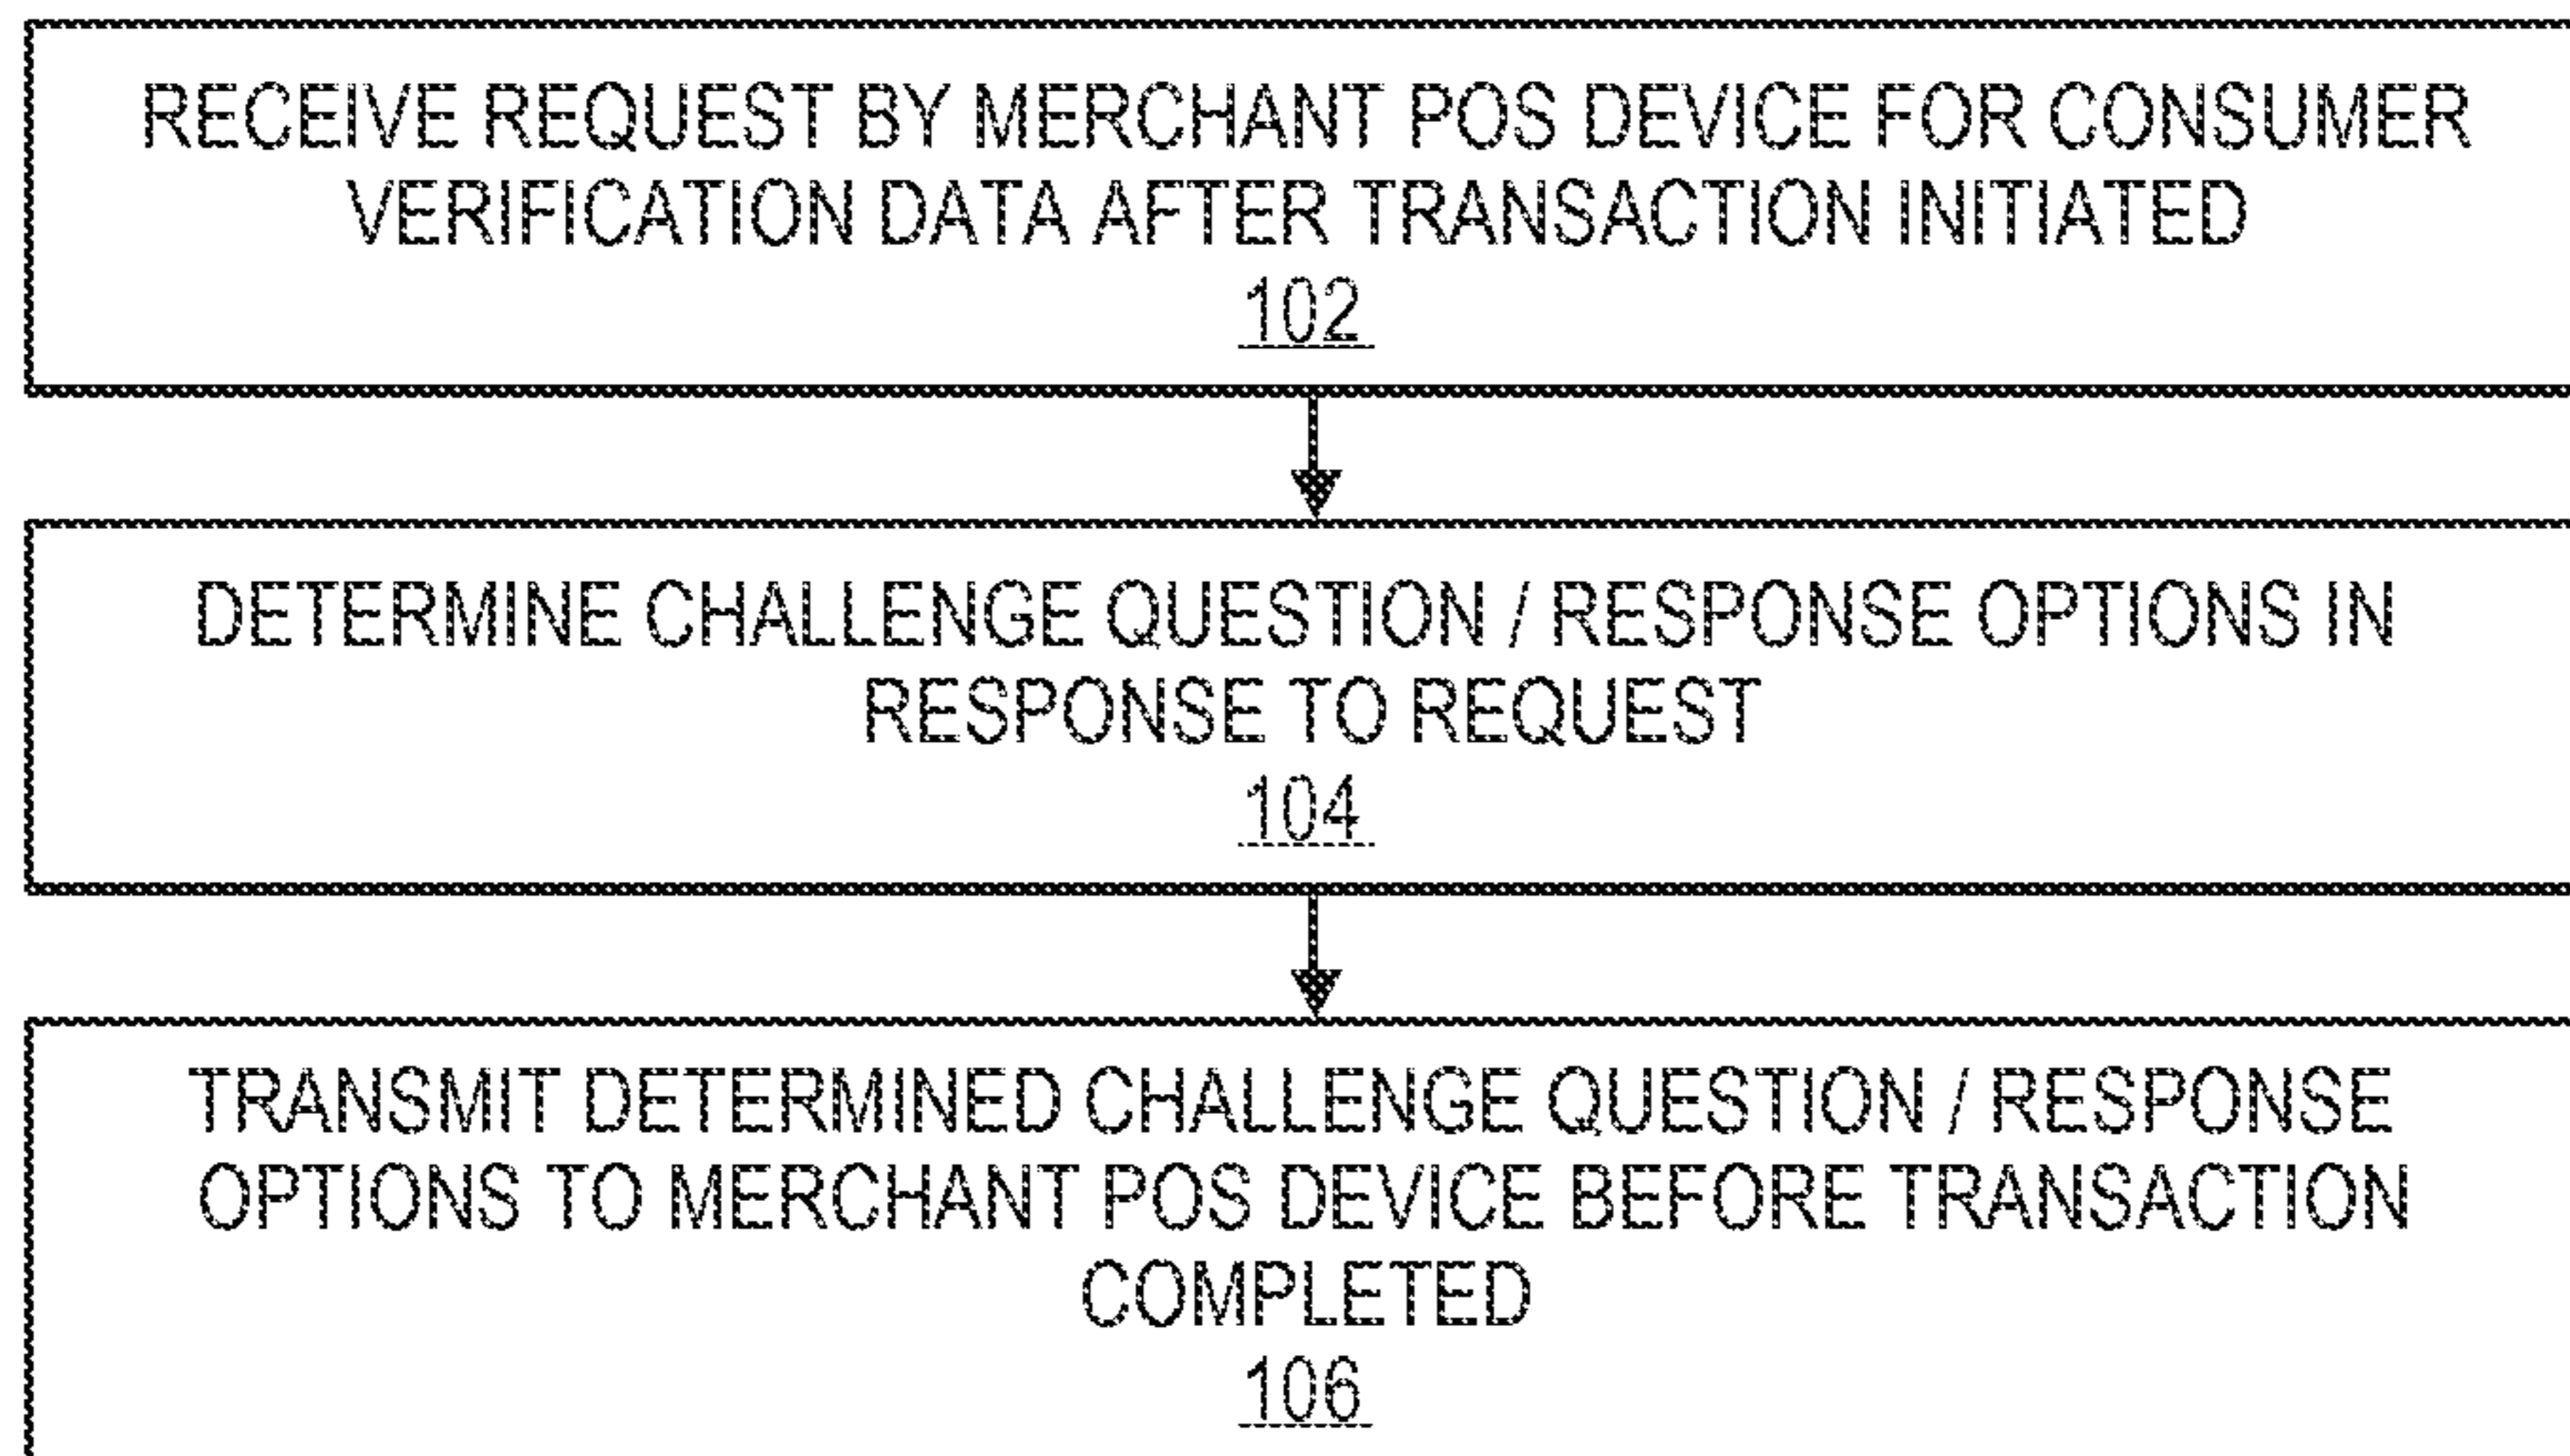 RECEIVE REQUEST BY MERCHANT POS DEVICE FOR CONSUMER
VERIFICATION DATA AFTER TRANSACTION INITIATED
102
DETERMINE CHALLENGE QUESTION / RESPONSE OPTIONS IN
RESPONSE TO REQUEST
104
TRANSMIT DETERMINED CHALLENGE QUESTION / RESPONSE
OPTIONS TO MERCHANT POS DEVICE BEFORE TRANSACTION
COMPLETED
106